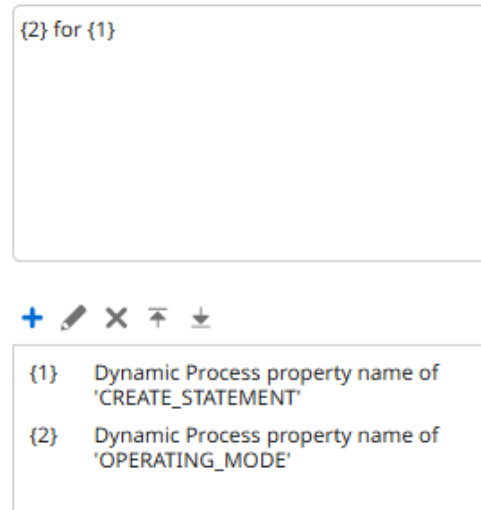 {2} for {1}
{1} Dynamic Process property name of
'CREATE_STATEMENT'
{2} Dynamic Process property name of
'OPERATING_MODE'